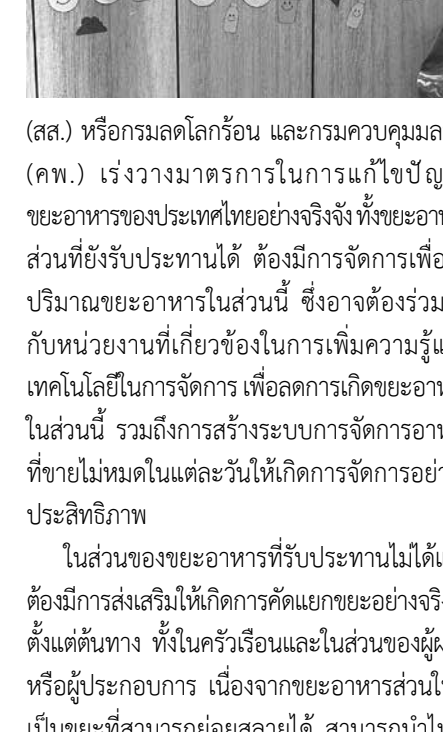 (สส.) หรือกรมลดโลกร้อน และกรมควบคุมมล
(คพ.) เร่งวางมาตรการในการแก้ไขปัญ
ขยะอาหารของประเทศไทยอย่างจริงจัง ทั้งขยะอาห
ส่วนที่ยังรับประทานได้ ต้องมีการจัดการเพื่อ
ปริมาณขยะอาหารในส่วนนี้ ซึ่งอาจต้องร่วม
กับหน่วยงานที่เกี่ยวข้องในการเพิ่มความรู้แ
เทคโนโลยีในการจัดการ เพื่อลดการเกิดขยะอาห
ในส่วนนี้ รวมถึงการสร้างระบบการจัดการอาห
ที่ขายไม่หมดในแต่ละวันให้เกิดการจัดการอย่า
ประสิทธิภาพ
ในส่วนของขยะอาหารที่รับประทานไม่ได้แ
ต้องมีการส่งเสริมให้เกิดการคัดแยกขยะอย่างจริง
ตั้งแต่ต้นทาง ทั้งในครัวเรือนและในส่วนของผู้ผ
หรือผู้ประกอบการ เนื่องจากขยะอาหารส่วนให
เป็นขยะที่สามารถย่อยสลายได้ สามารถนำไป